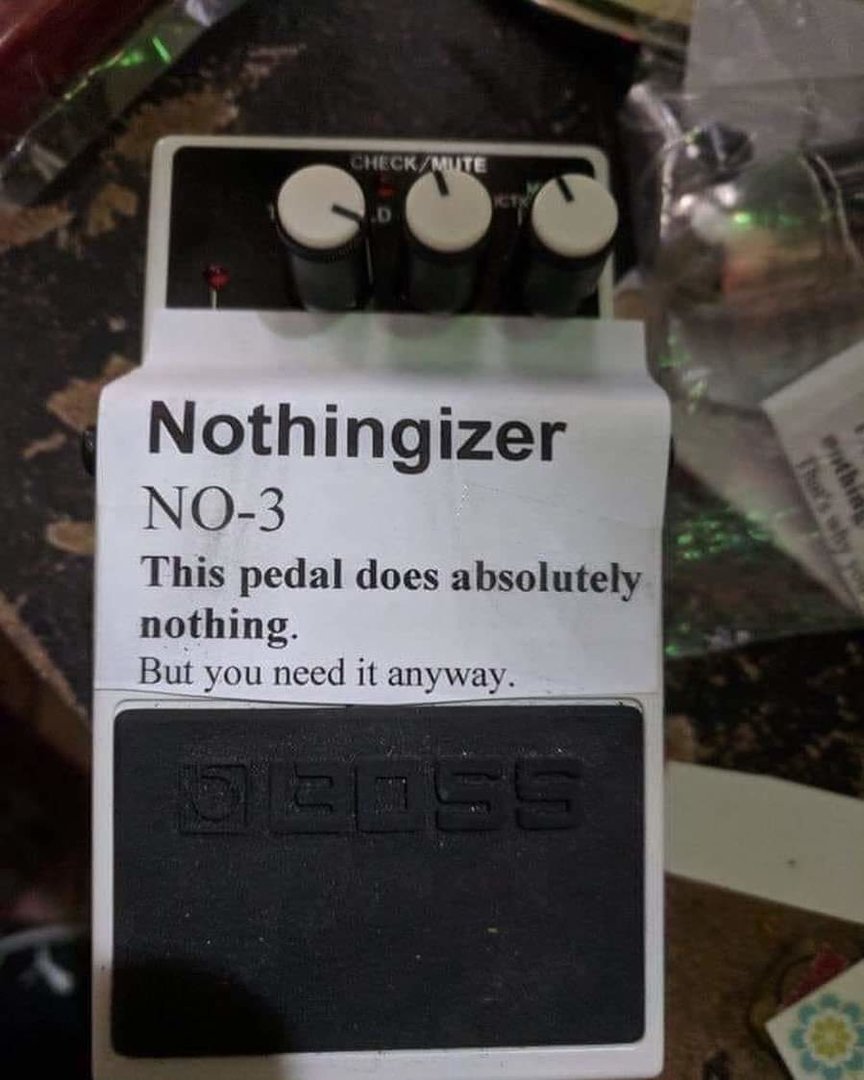 CHECK/MUTE
Nothingizer
NO-3
This pedal does absolutely
nothing.
But you need it anyway.
BOSS